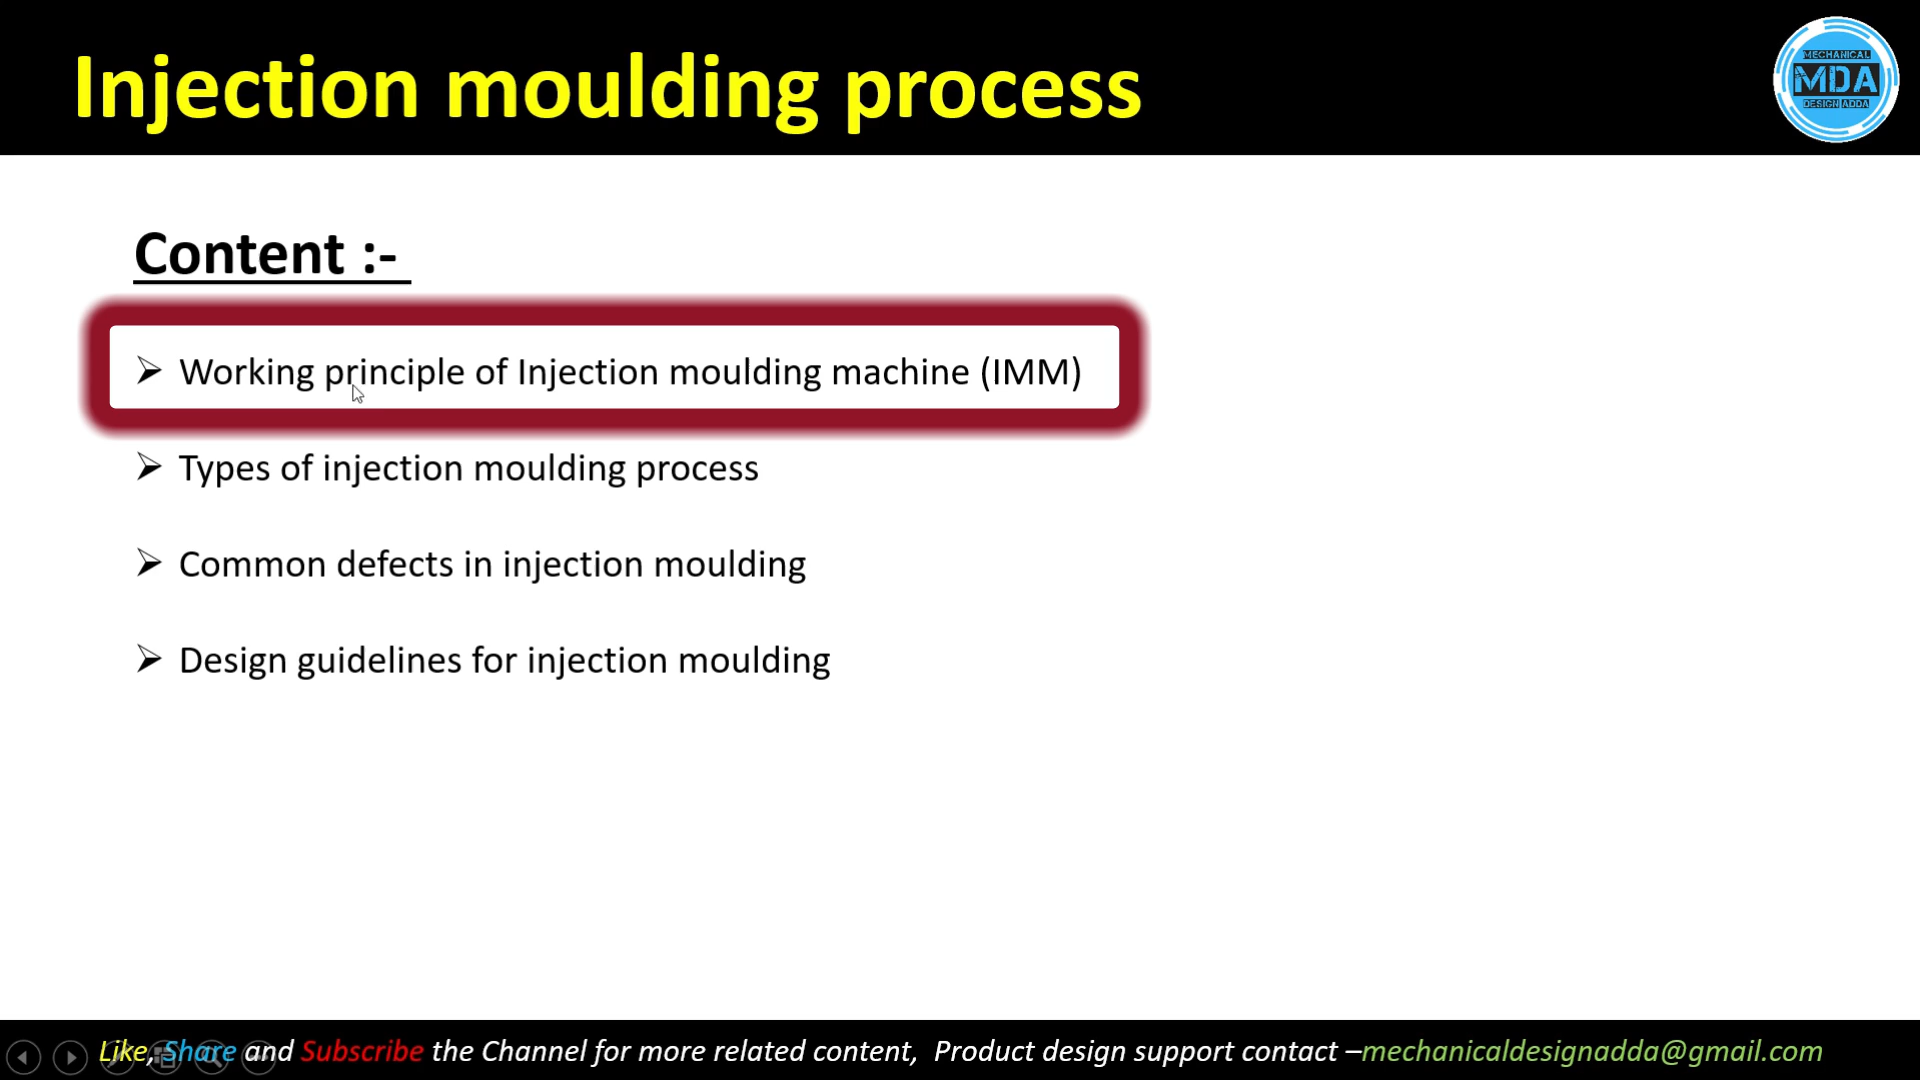 Injection moulding process
MECHANICAL
MDA
DESIGN ADDA
Content :-
➢ Working principle of Injection moulding machine (IMM)
➢ Types of injection moulding process
➢ Common defects in injection moulding
➢ Design guidelines for injection moulding
Like, Share and Subscribe the Channel for more related content, Product design support contact –mechanicaldesignadda@gmail.com